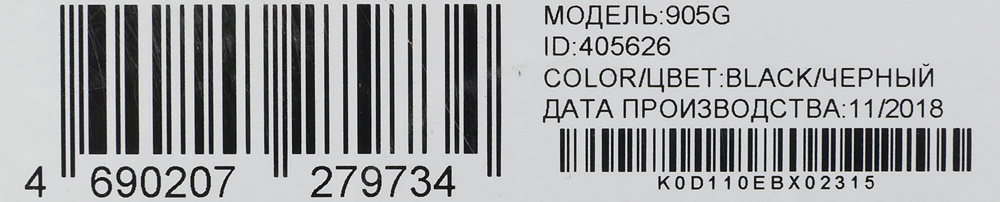 4 690207 279734
МОДЕЛЬ:905G
ID:405626
COLOR/ЦВЕТ:BLACK/ЧЕРНЫЙ
ДАТА ПРОИЗВОДСТВА:11/2018
K0D110EBX02315